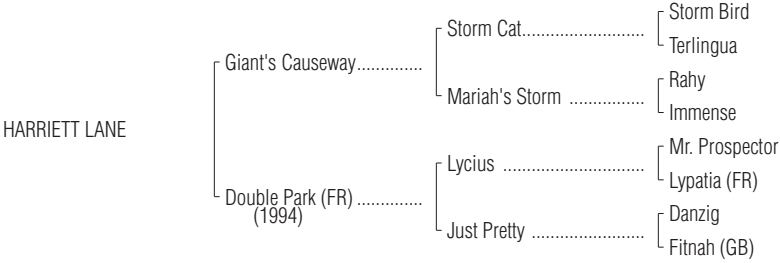 Storm Bird
Storm Cat........................
Terlingua
Giant's Causeway..............
Rahy
Mariah's Storm ................
Immense
HARRIETT LANE
Mr. Prospector
Lycius ..............................
Lypatia (FR)
Double Park (FR) ..............
(1994)
Danzig
Just Pretty ........................
Fitnah (GB)